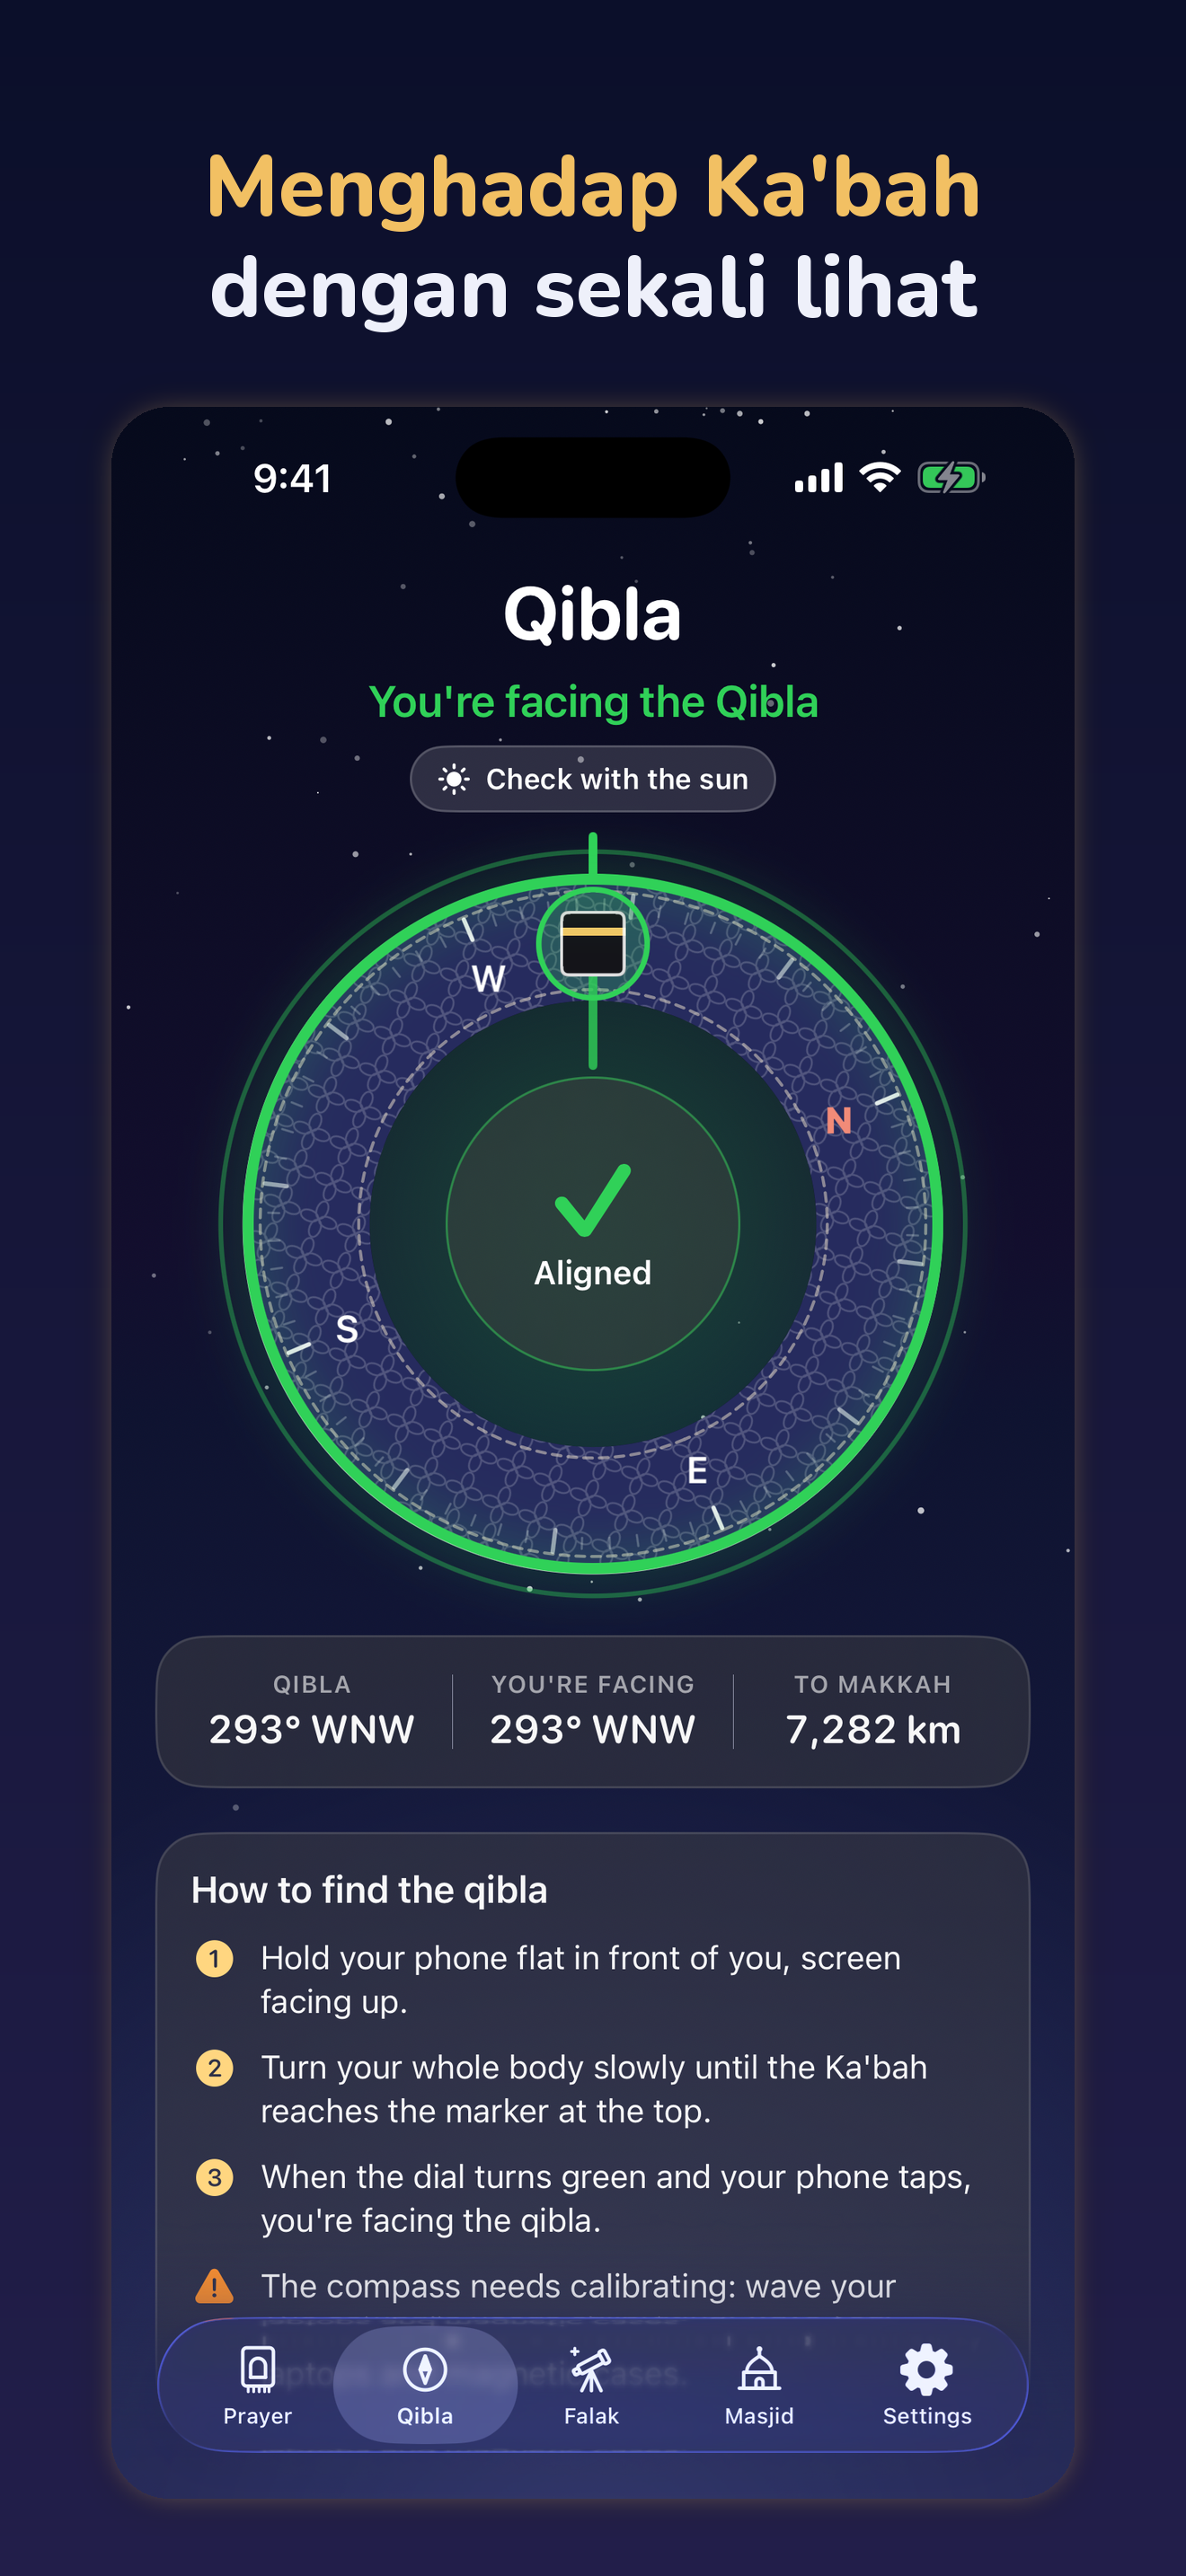 Menghadap Ka'bah
dengan sekali lihat
9:41
Qibla
You're facing the Qibla
Check with the sun
W
N
Aligned
S
E
QIBLA
293° WNW
YOU'RE FACING
293° WNW
TO MAKKAH
7,282 km
How to find the qibla
1 Hold your phone flat in front of you, screen
facing up.
2 Turn your whole body slowly until the Ka'bah
reaches the marker at the top.
3 When the dial turns green and your phone taps,
you're facing the qibla.
The compass needs calibrating: wave your
cases.
Prayer
Qibla
Falak
Masjid
Settings